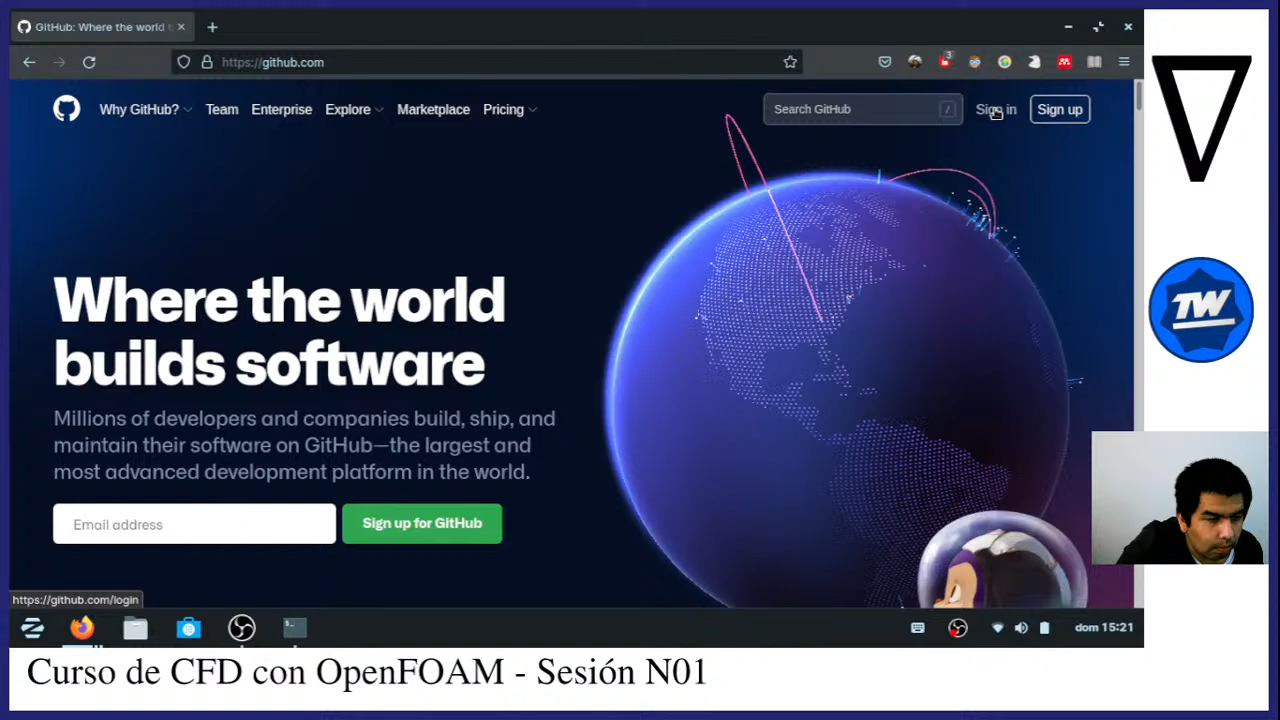 GitHub: Where the world
https://github.com
3
Why GitHub?
Team
Enterprise
Explore
Marketplace
Pricing
Search GitHub
/
Sign in
Sign up
Where the world
builds software
Millions of developers and companies build, ship, and
maintain their software on GitHub—the largest and
most advanced development platform in the world.
Email address
Sign up for GitHub
https://github.com/login
dom 15:21
TW
Curso de CFD con OpenFOAM - Sesión N01